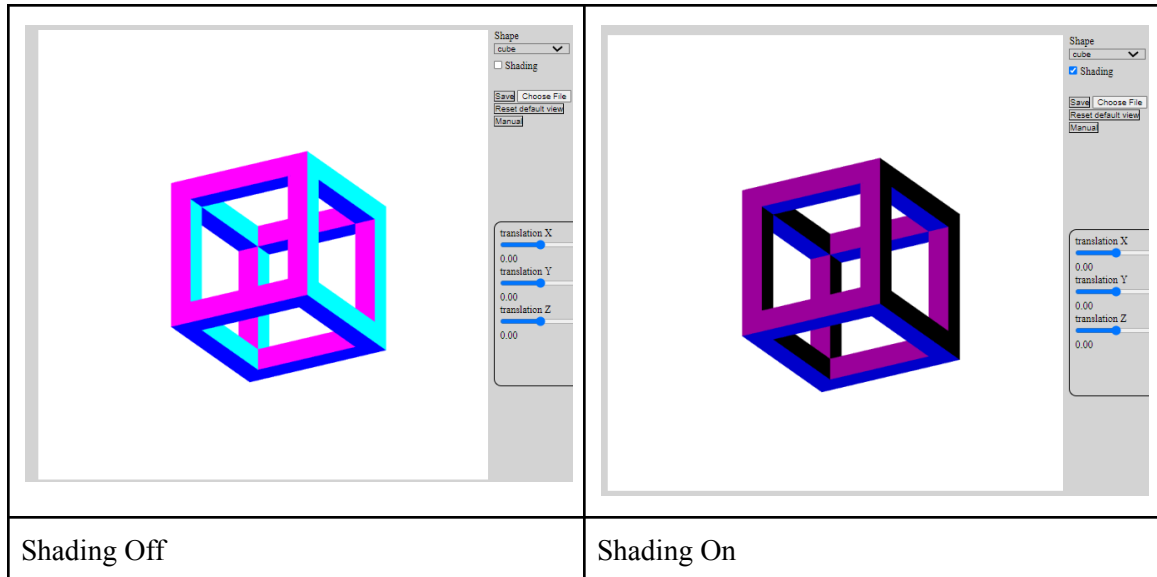 Shape
cube
Shading
Save Choose File
Reset default view
Manual
translation X
0.00
translation Y
0.00
translation Z
0.00
Shape
cube
Shading
Save Choose File
Reset default view
Manual
translation X
0.00
translation Y
0.00
translation Z
0.00
Shading Off
Shading On